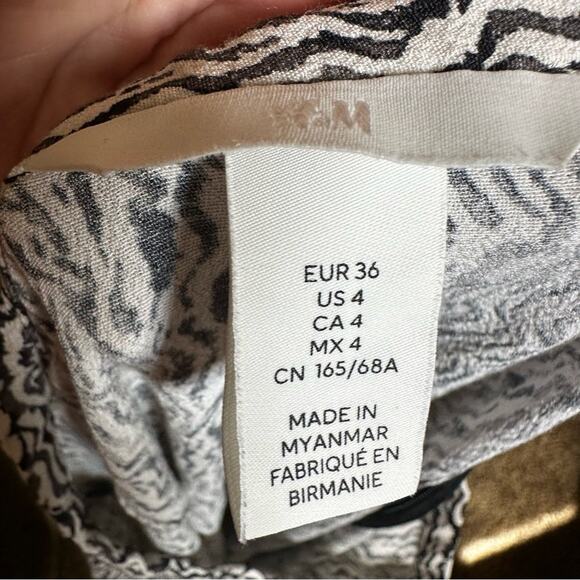 H&M
EUR 36
US 4
CA 4
MX 4
CN 165/68A
MADE IN
MYANMAR
FABRIQUÉ EN
BIRMANIE